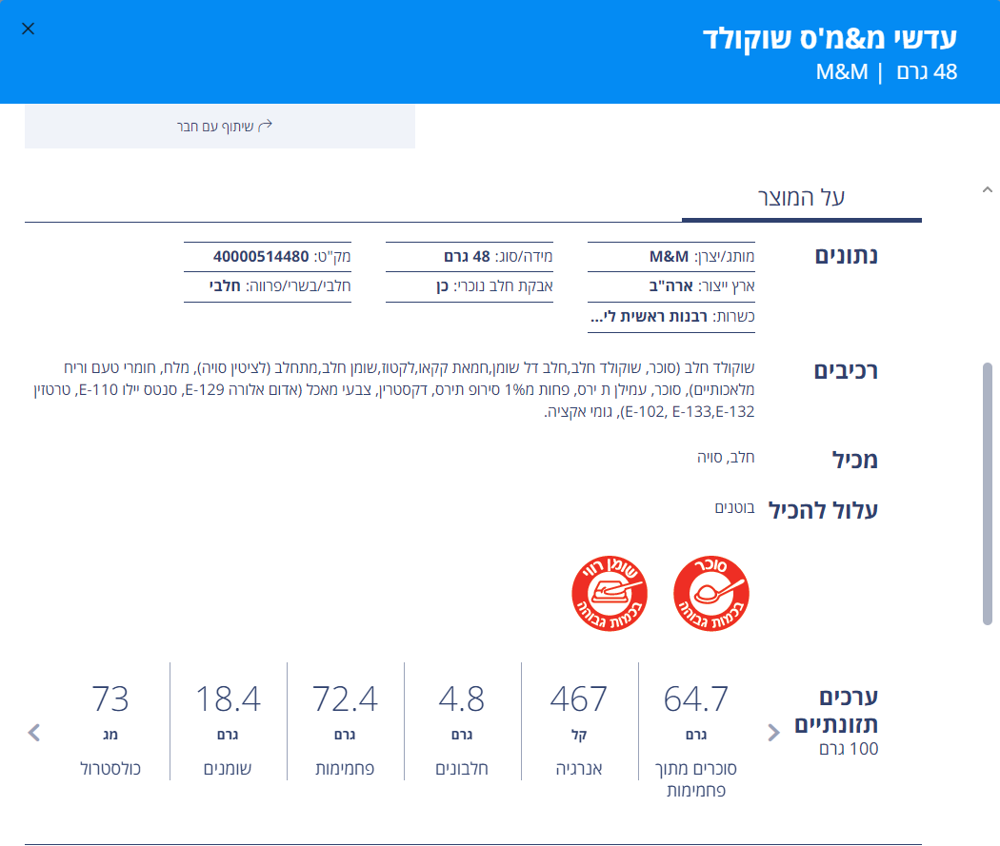 עדשי מ&מ'ס שוקולד
48 גרם | M&M
שיתוף עם חבר
על המוצר
נתונים
מותג/יצרן: M&M
מידה/סוג: 48 גרם
מק"ט: 40000514480
ארץ ייצור: ארה"ב
אבקת חלב נוכרי: כן
חלבי/בשרי/פרווה: חלבי
כשרות: רבנות ראשית לי...
רכיבים
שוקולד חלב (סוכר, שוקולד חלב,חלב דל שומן,חמאת קקאו,לקטוז,שומן חלב,מתחלב (לציטין סויה), מלח, חומרי טעם וריח
מלאכותיים), סוכר, עמילן ת ירס, פחות מ1% סירופ תירס, דקסטרין, צבעי מאכל (אדום אלורה E-129, סנטס יילו E-110, טרטזין
E-102, E-133,E-132), גומי אקציה.
מכיל
חלב, סויה
עלול להכיל
בוטנים
סוכר
בכמות גבוהה
שומן רווי
בכמות גבוהה
ערכים
תזונתיים
100 גרם
64.7
גרם
סוכרים מתוך
פחמימות
467
קל
אנרגיה
4.8
גרם
חלבונים
72.4
גרם
פחמימות
18.4
גרם
שומנים
73
מג
כולסטרול